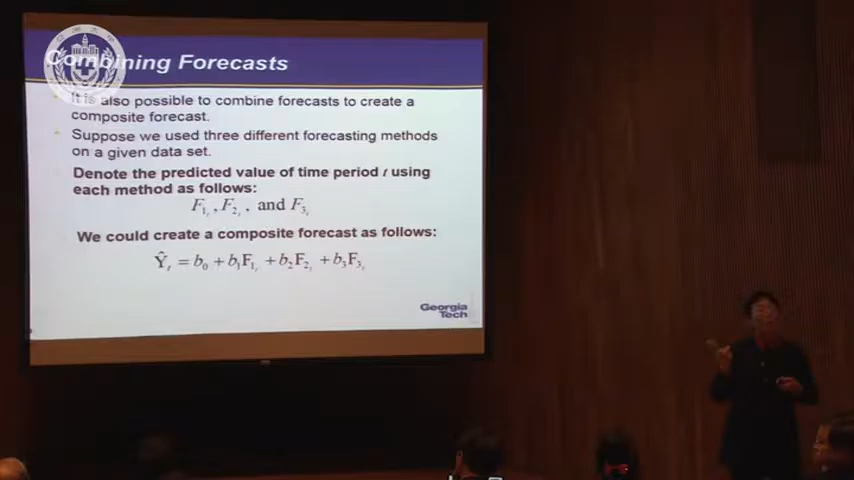 Combining Forecasts
It is also possible to combine forecasts to create a
composite forecast.
Suppose we used three different forecasting methods
on a given data set.
Denote the predicted value of time period t using
each method as follows:
F₁ₜ, F₂ₜ, and F₃ₜ
We could create a composite forecast as follows:
Ŷₜ = b₀ + b₁F₁ₜ + b₂F₂ₜ + b₃F₃ₜ
Georgia
Tech